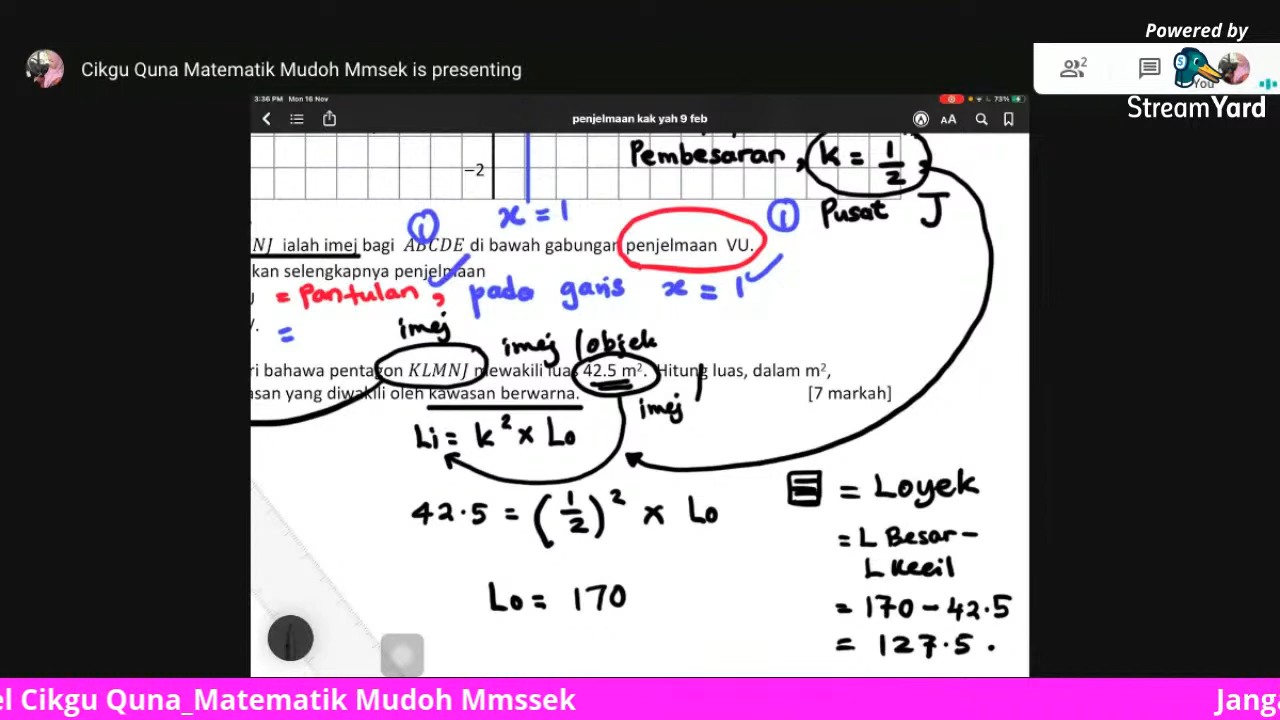 Powered by
Cikgu Quna Matematik Mudoh Mmsek is presenting
2
You
StreamYard
3:36 PM Mon 16 Nov
73%
penjelmaan kak yah 9 feb
AA
Pembesaran, k = 1/2
-2
Pusat J
x = 1
i
i
NJ ialah imej bagi ABCDE di bawah gabungan penjelmaan VU.
kan selengkapnya penjelmaan
= Pantulan, pada garis x = 1
=
imej
imej /objek
ri bahawa pentagon KLMNJ mewakili luas 42.5 m². Hitung luas, dalam m²,
asan yang diwakili oleh kawasan berwarna. [7 markah]
imej
Li = k² x Lo
42.5 = (1/2)² x Lo
Lo = 170
= Loyek
= L Besar -
L Kecil
= 170 - 42.5
= 127.5 .
el Cikgu Quna_Matematik Mudoh Mmssek
Janga